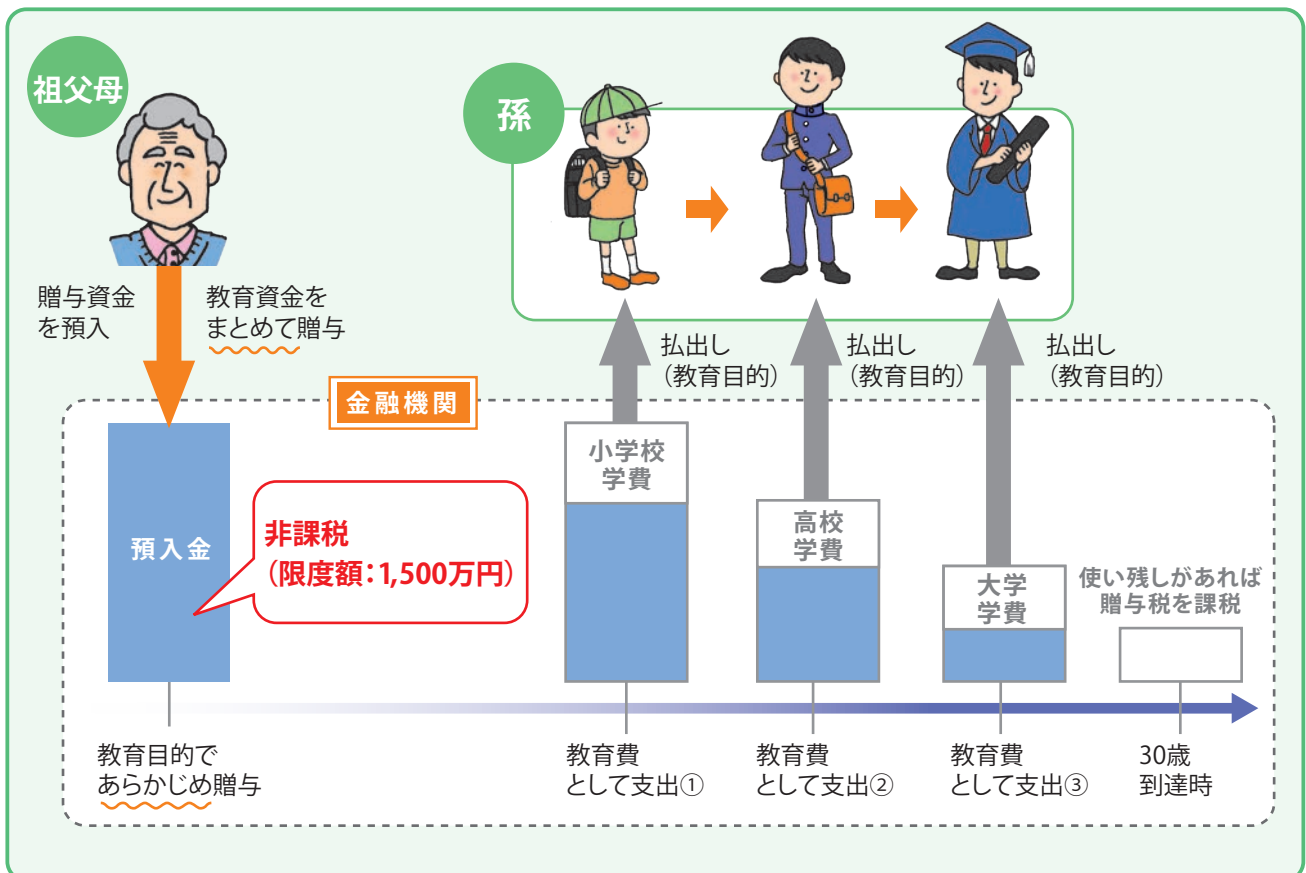 祖父母
孫
贈与資金
を預入
教育資金を
まとめて贈与
払出し
（教育目的）
払出し
（教育目的）
払出し
（教育目的）
金融機関
預入金
非課税
（限度額：1,500万円）
小学校
学費
高校
学費
大学
学費
使い残しがあれば
贈与税を課税
教育目的で
あらかじめ贈与
教育費
として支出①
教育費
として支出②
教育費
として支出③
30歳
到達時